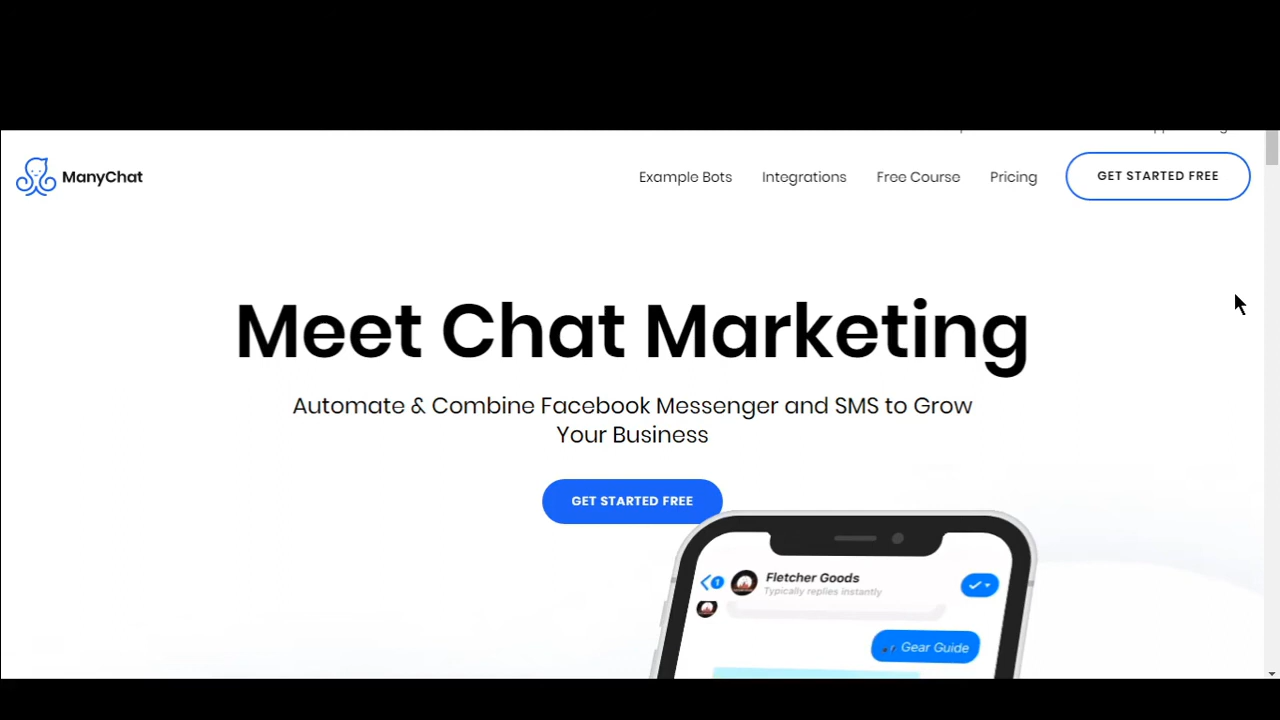 ManyChat
Example Bots
Integrations
Free Course
Pricing
GET STARTED FREE
Meet Chat Marketing
Automate & Combine Facebook Messenger and SMS to Grow
Your Business
GET STARTED FREE
1
Fletcher Goods
Typically replies instantly
Gear Guide